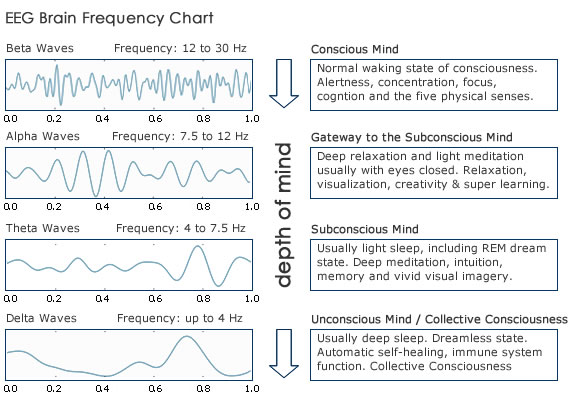 EEG Brain Frequency Chart
Beta Waves Frequency: 12 to 30 Hz
0.0 0.2 0.4 0.6 0.8 1.0
Conscious Mind
Normal waking state of consciousness.
Alertness, concentration, focus,
cogntion and the five physical senses.
Alpha Waves Frequency: 7.5 to 12 Hz
0.0 0.2 0.4 0.6 0.8 1.0
Gateway to the Subconscious Mind
Deep relaxation and light meditation
usually with eyes closed. Relaxation,
visualization, creativity & super learning.
depth of mind
Theta Waves Frequency: 4 to 7.5 Hz
0.0 0.2 0.4 0.6 0.8 1.0
Subconscious Mind
Usually light sleep, including REM dream
state. Deep meditation, intuition,
memory and vivid visual imagery.
Delta Waves Frequency: up to 4 Hz
0.0 0.2 0.4 0.6 0.8 1.0
Unconscious Mind / Collective Consciousness
Usually deep sleep. Dreamless state.
Automatic self-healing, immune system
function. Collective Consciousness